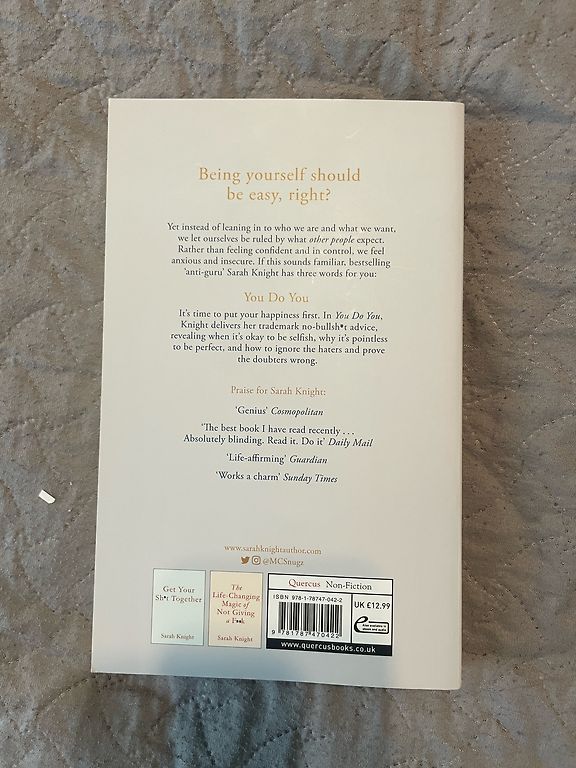 Being yourself should
be easy, right?
Yet instead of leaning in to who we are and what we want,
we let ourselves be ruled by what other people expect.
Rather than feeling confident and in control, we feel
anxious and insecure. If this sounds familiar, bestselling
'anti-guru' Sarah Knight has three words for you:
You Do You
It's time to put your happiness first. In You Do You,
Knight delivers her trademark no-bullsh*t advice,
revealing when it's okay to be selfish, why it's pointless
to be perfect, and how to ignore the haters and prove
the doubters wrong.
Praise for Sarah Knight:
'Genius' Cosmopolitan
'The best book I have read recently . . .
Absolutely blinding. Read it. Do it' Daily Mail
'Life-affirming' Guardian
'Works a charm' Sunday Times
www.sarahknightauthor.com
@MCSnugz
Get Your
Sh*t Together
Sarah Knight
The
Life-Changing
Magic of
Not Giving
a F**k
Sarah Knight
Quercus Non-Fiction
ISBN 978-1-78747-042-2
9 781787 470422
UK £12.99
e
Also available in
ebook and audio
www.quercusbooks.co.uk